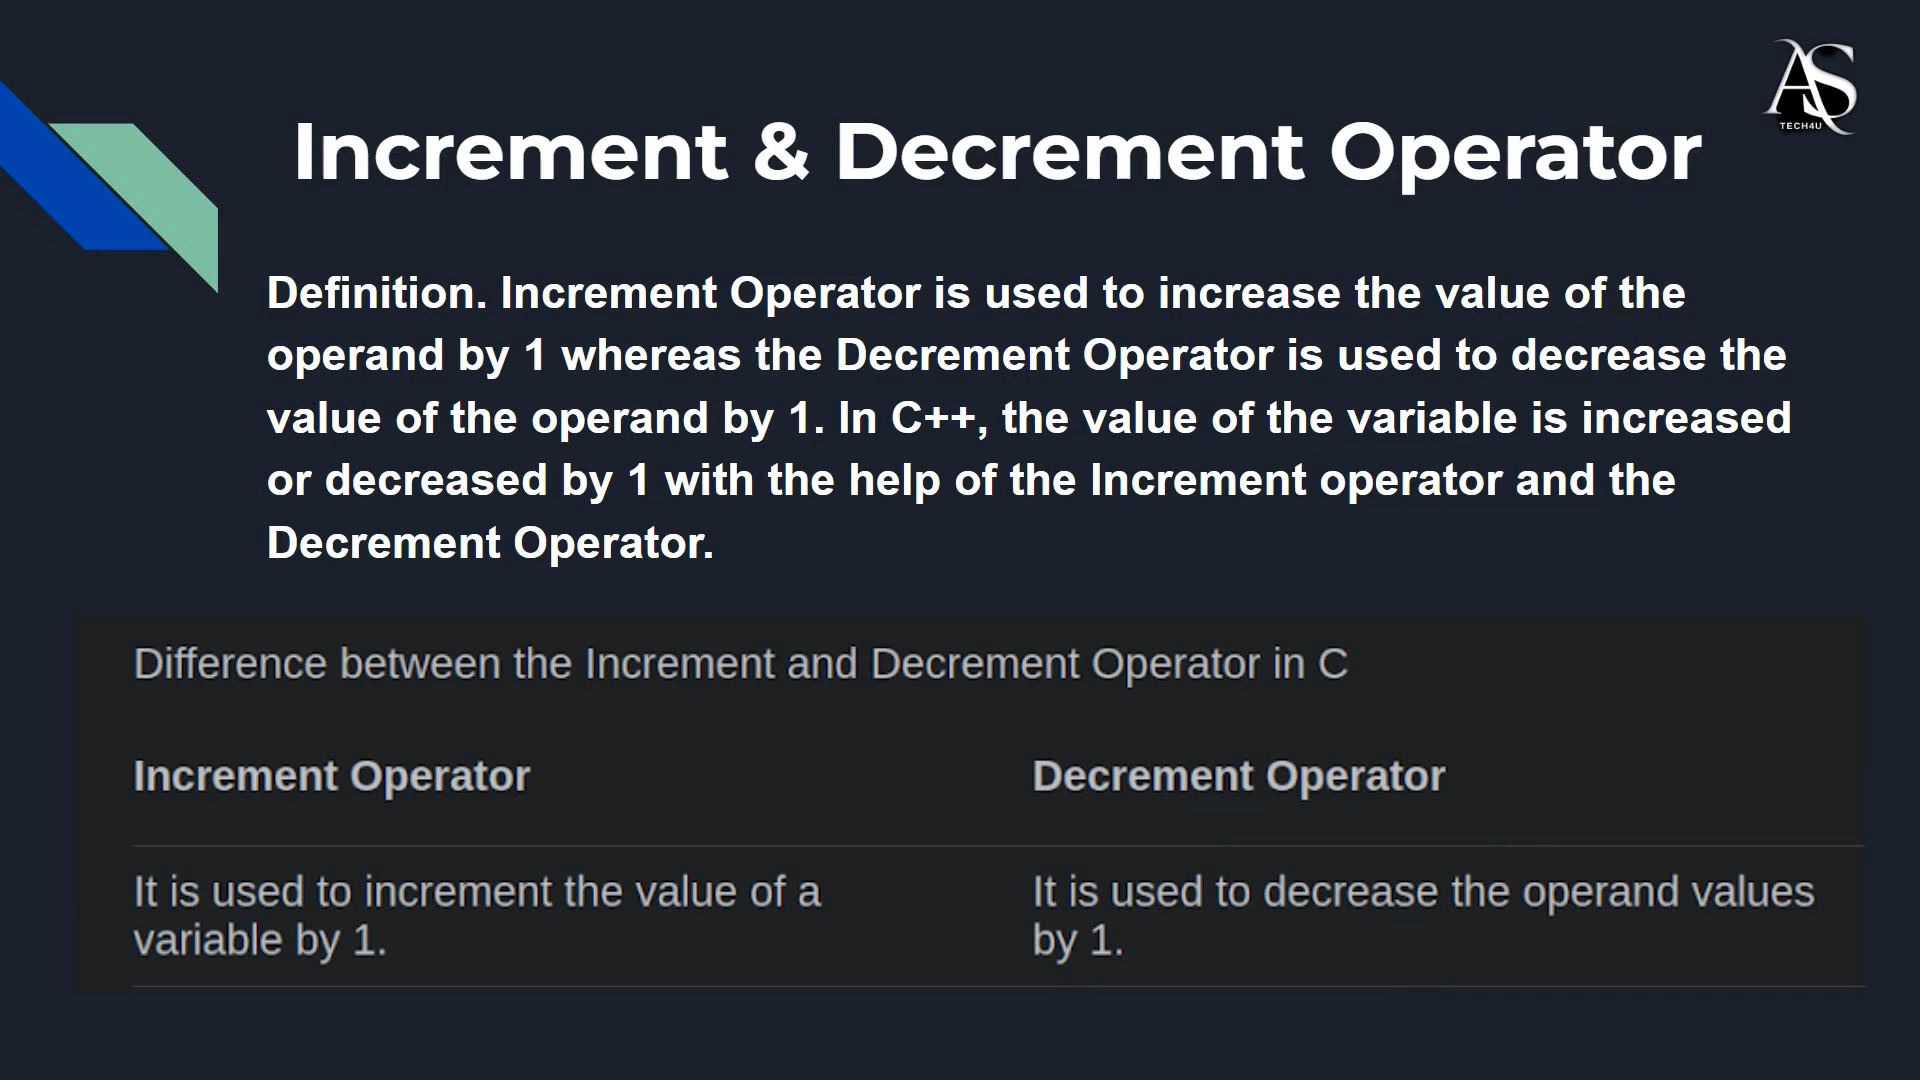 AS
TECH4U
Increment & Decrement Operator
Definition. Increment Operator is used to increase the value of the
operand by 1 whereas the Decrement Operator is used to decrease the
value of the operand by 1. In C++, the value of the variable is increased
or decreased by 1 with the help of the Increment operator and the
Decrement Operator.
Difference between the Increment and Decrement Operator in C
Increment Operator
Decrement Operator
It is used to increment the value of a
variable by 1.
It is used to decrease the operand values
by 1.